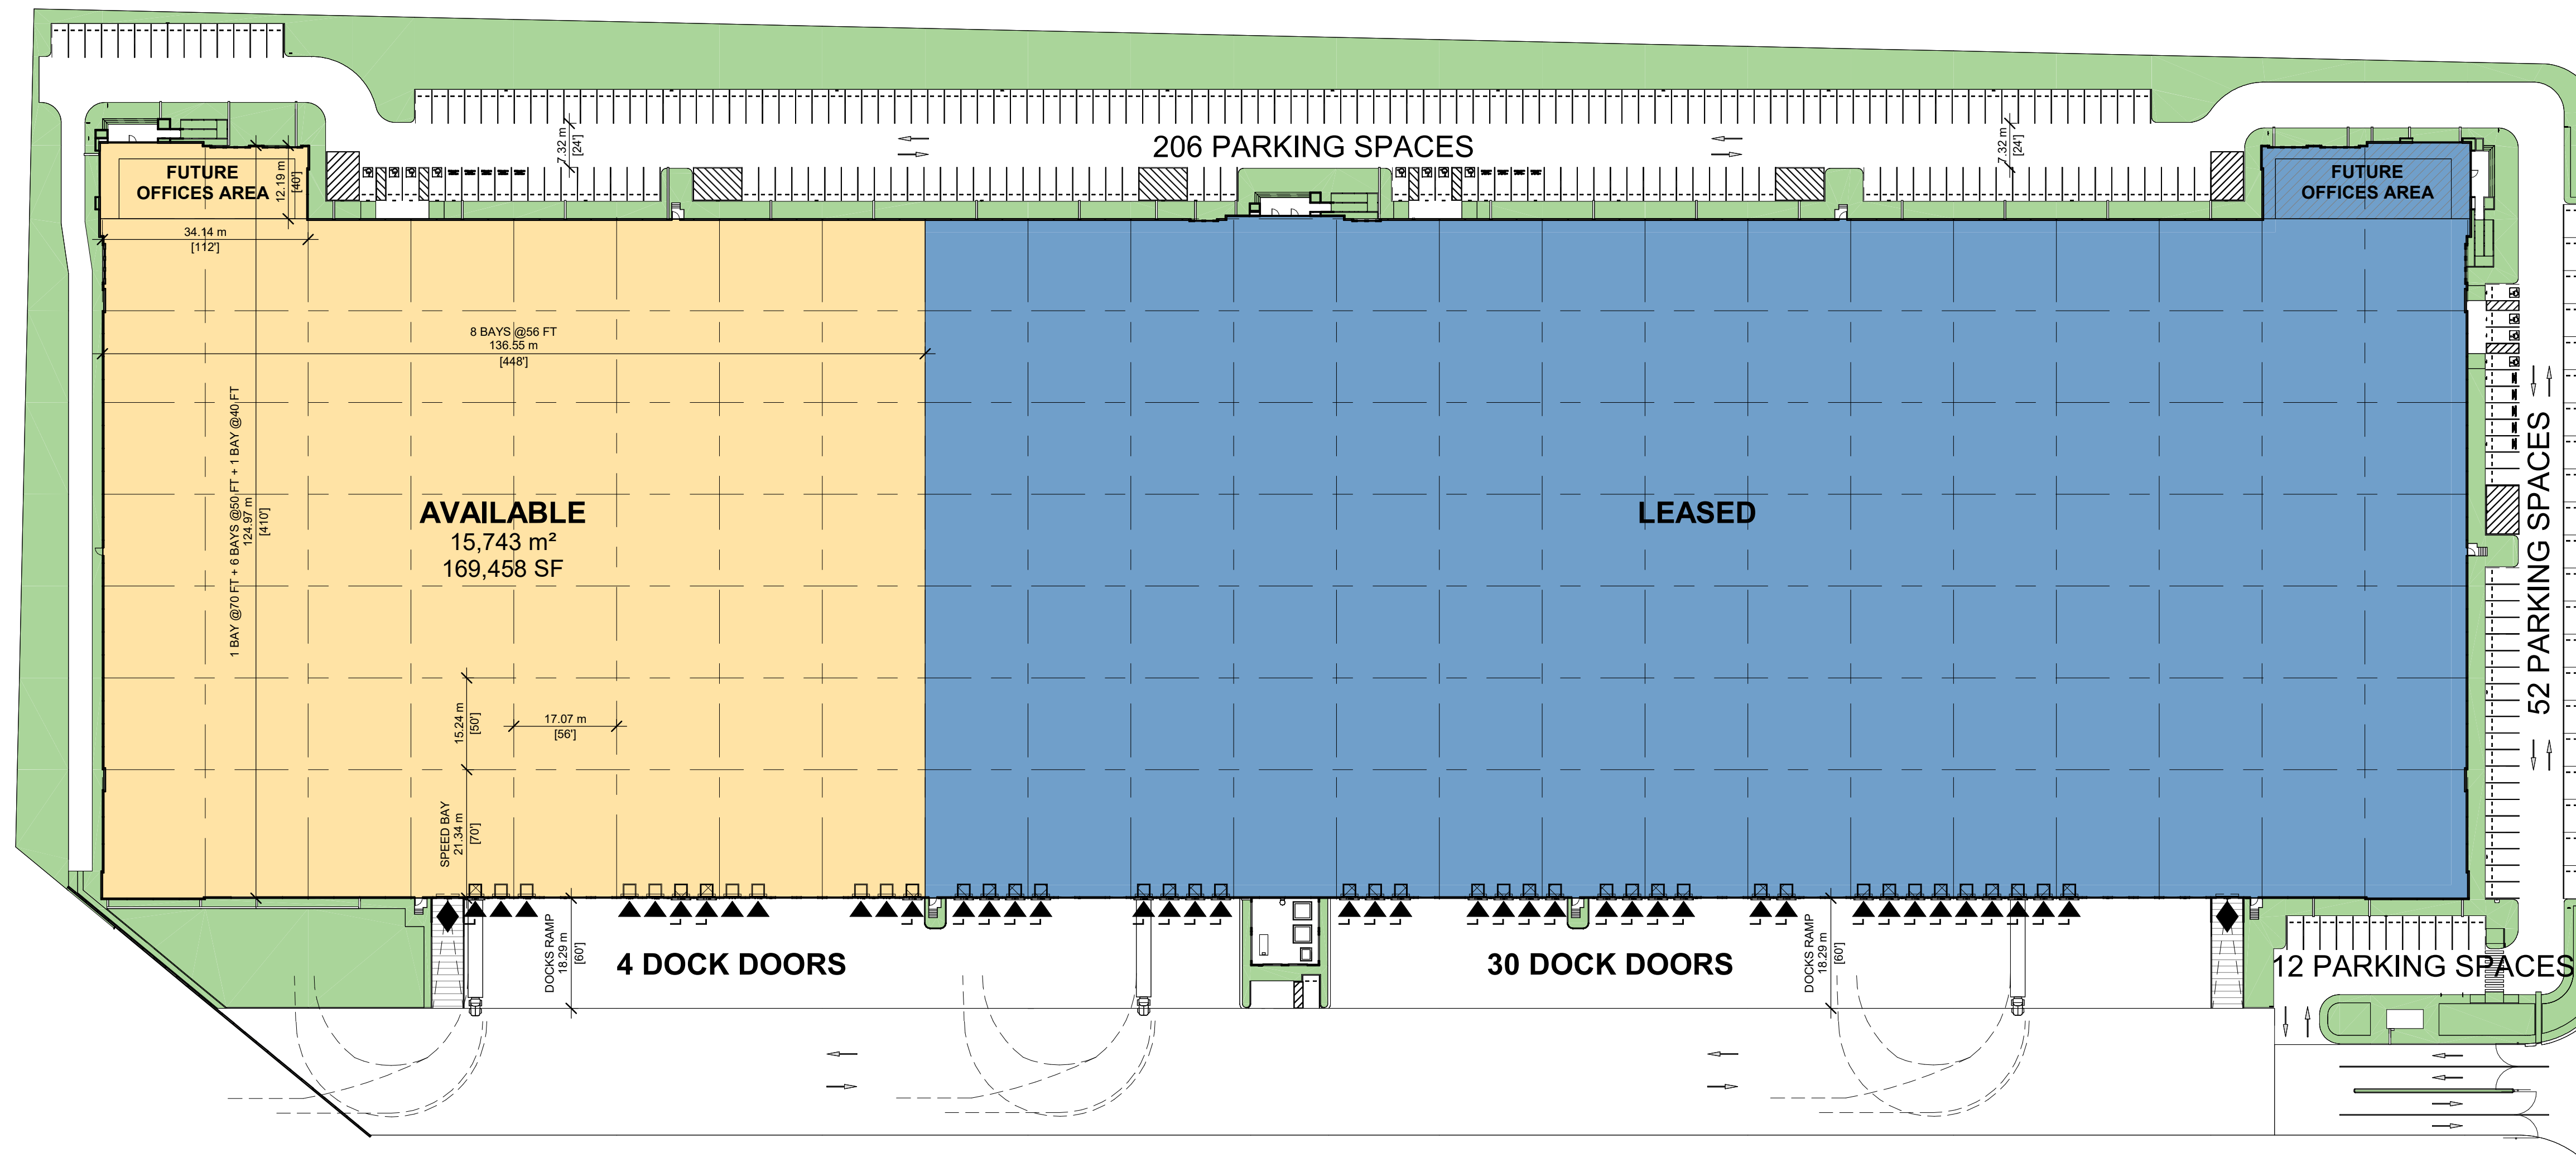 206 PARKING SPACES
7.32 m
[24']
7.32 m
[24']
FUTURE
OFFICES AREA
12.19 m
[40']
34.14 m
[112']
FUTURE
OFFICES AREA
8 BAYS @56 FT
136.55 m
[448']
1 BAY @70 FT + 6 BAYS @50 FT + 1 BAY @40 FT
124.97 m
[410']
AVAILABLE
15,743 m²
169,458 SF
LEASED
52 PARKING SPACES
15.24 m
[50']
17.07 m
[56']
SPEED BAY
21.34 m
[70']
DOCKS RAMP
18.29 m
[60']
4 DOCK DOORS
30 DOCK DOORS
DOCKS RAMP
18.29 m
[60']
12 PARKING SPACES